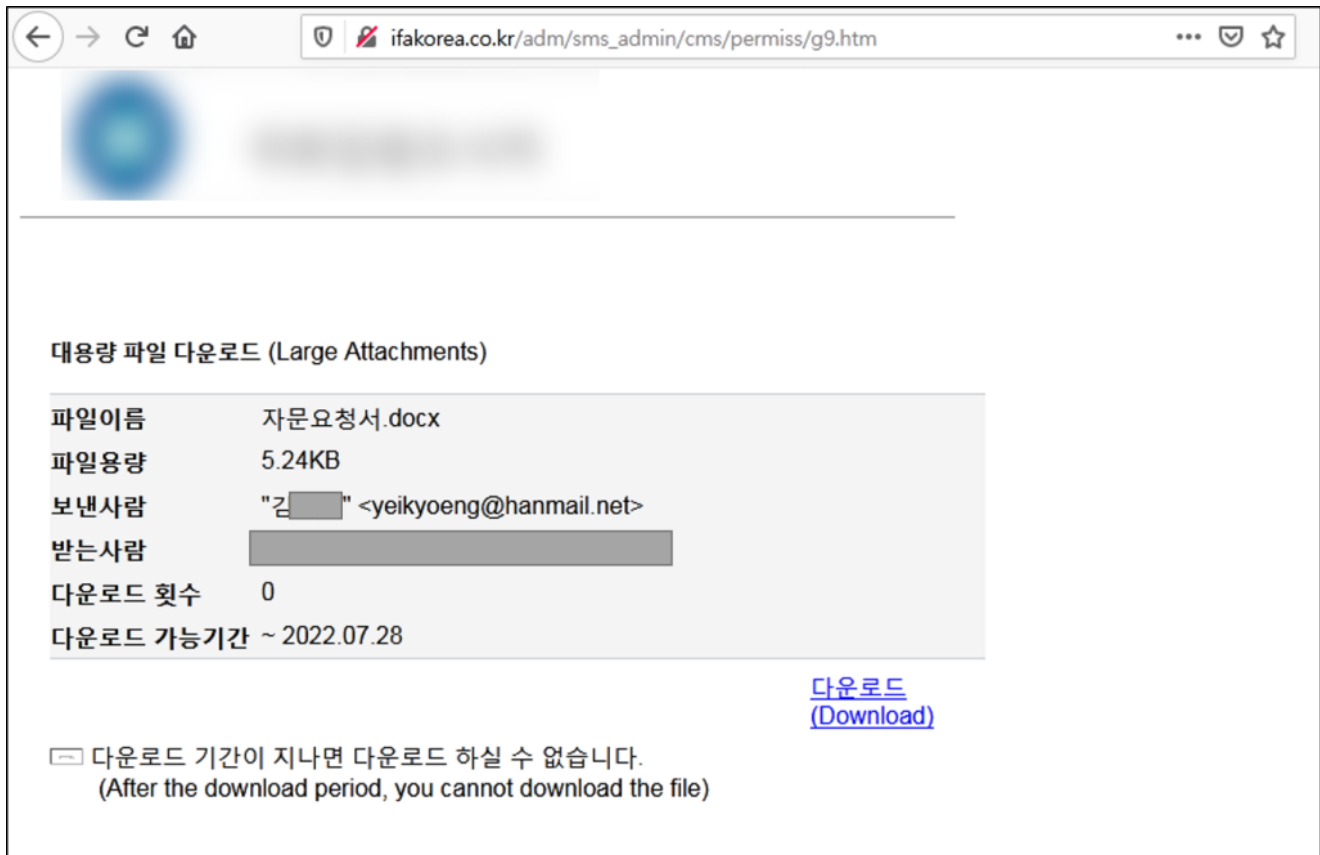 ifakorea.co.kr/adm/sms_admin/cms/permiss/g9.htm
대용량 파일 다운로드 (Large Attachments)
파일이름 자문요청서.docx
파일용량 5.24KB
보낸사람 "김 " <yeikyoeng@hanmail.net>
받는사람
다운로드 횟수 0
다운로드 가능기간 ~ 2022.07.28
다운로드
(Download)
다운로드 기간이 지나면 다운로드 하실 수 없습니다.
(After the download period, you cannot download the file)